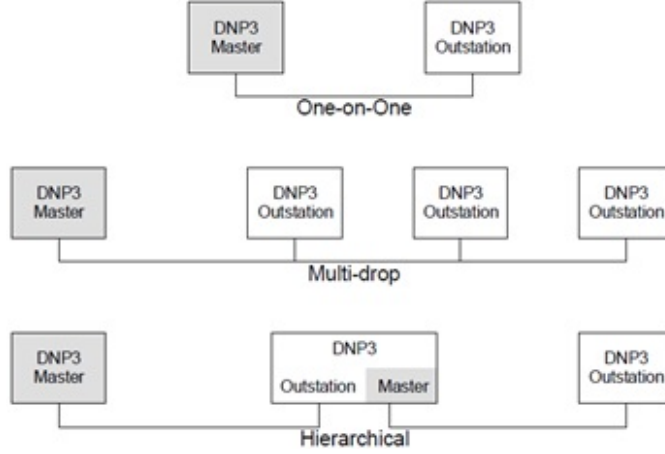 DNP3
Master
DNP3
Outstation
One-on-One
DNP3
Master
DNP3
Outstation
DNP3
Outstation
DNP3
Outstation
Multi-drop
DNP3
Master
DNP3
Outstation Master
DNP3
Outstation
Hierarchical